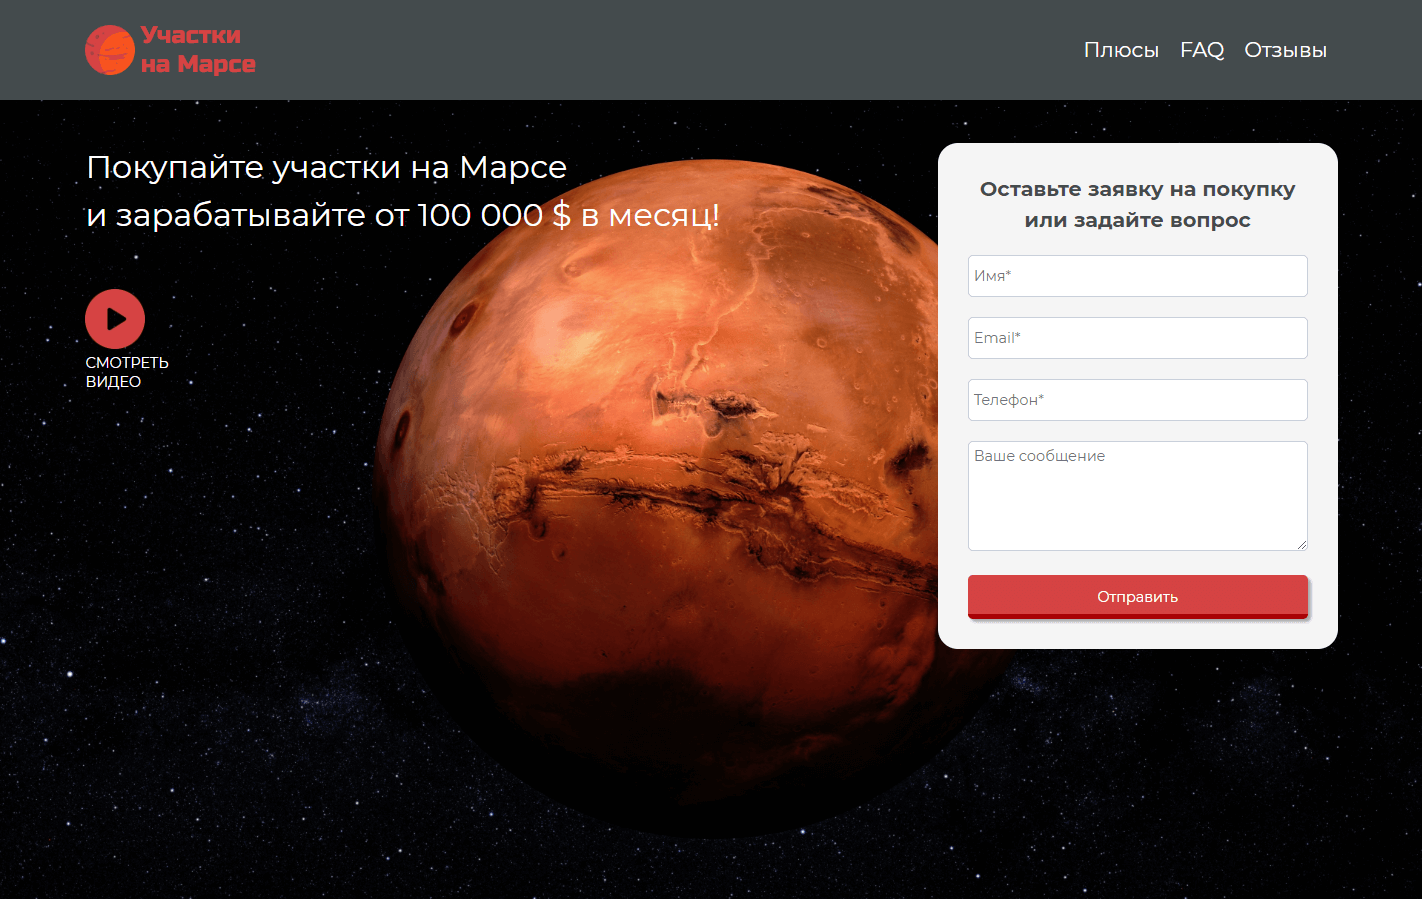 Участки
на Марсе
Плюсы FAQ Отзывы
Покупайте участки на Марсе
и зарабатывайте от 100 000 $ в месяц!
СМОТРЕТЬ
ВИДЕО
Оставьте заявку на покупку
или задайте вопрос
Имя*
Email*
Телефон*
Ваше сообщение
Отправить